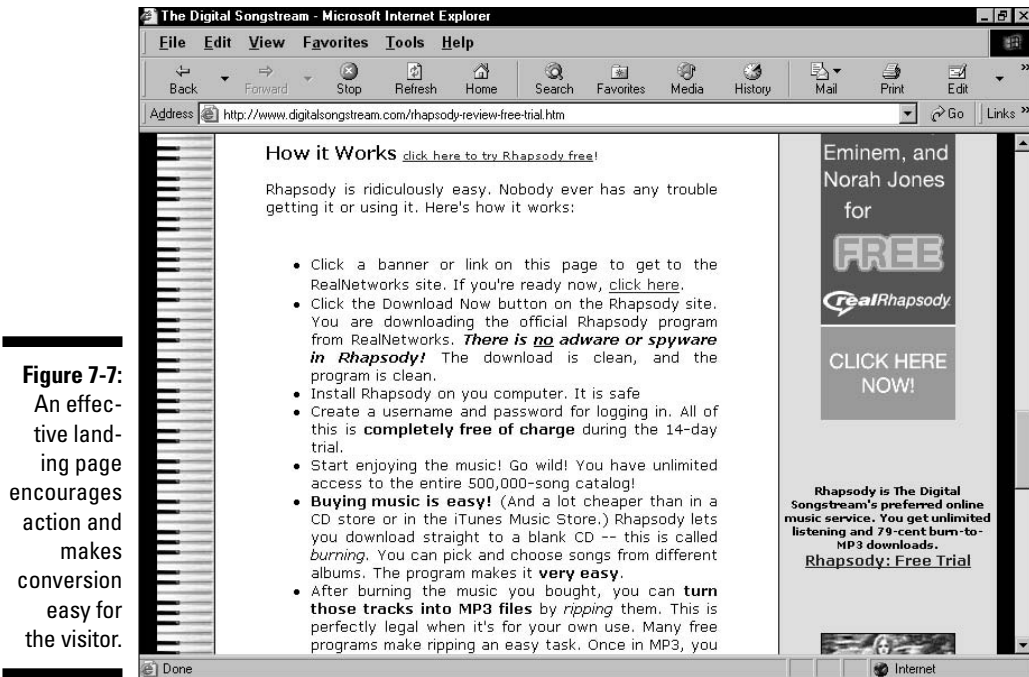 The Digital Songstream - Microsoft Internet Explorer
File Edit View Favorites Tools Help
Back Forward Stop Refresh Home Search Favorites Media History Mail Print Edit »
Address http://www.digitalsongstream.com/rhapsody-review-free-trial.htm Go Links »
How it Works click here to try Rhapsody free!
Rhapsody is ridiculously easy. Nobody ever has any trouble
getting it or using it. Here's how it works:
• Click a banner or link on this page to get to the
RealNetworks site. If you're ready now, click here.
• Click the Download Now button on the Rhapsody site.
You are downloading the official Rhapsody program
from RealNetworks. There is no adware or spyware
in Rhapsody! The download is clean, and the
program is clean.
• Install Rhapsody on you computer. It is safe
• Create a username and password for logging in. All of
this is completely free of charge during the 14-day
trial.
• Start enjoying the music! Go wild! You have unlimited
access to the entire 500,000-song catalog!
• Buying music is easy! (And a lot cheaper than in a
CD store or in the iTunes Music Store.) Rhapsody lets
you download straight to a blank CD -- this is called
burning. You can pick and choose songs from different
albums. The program makes it very easy.
• After burning the music you bought, you can turn
those tracks into MP3 files by ripping them. This is
perfectly legal when it's for your own use. Many free
programs make ripping an easy task. Once in MP3, you
Eminem, and
Norah Jones
for
FREE
realRhapsody.
CLICK HERE
NOW!
Rhapsody is The Digital
Songstream's preferred online
music service. You get unlimited
listening and 79-cent burn-to-
MP3 downloads.
Rhapsody: Free Trial
Done Internet
Figure 7-7:
An effec-
tive land-
ing page
encourages
action and
makes
conversion
easy for
the visitor.